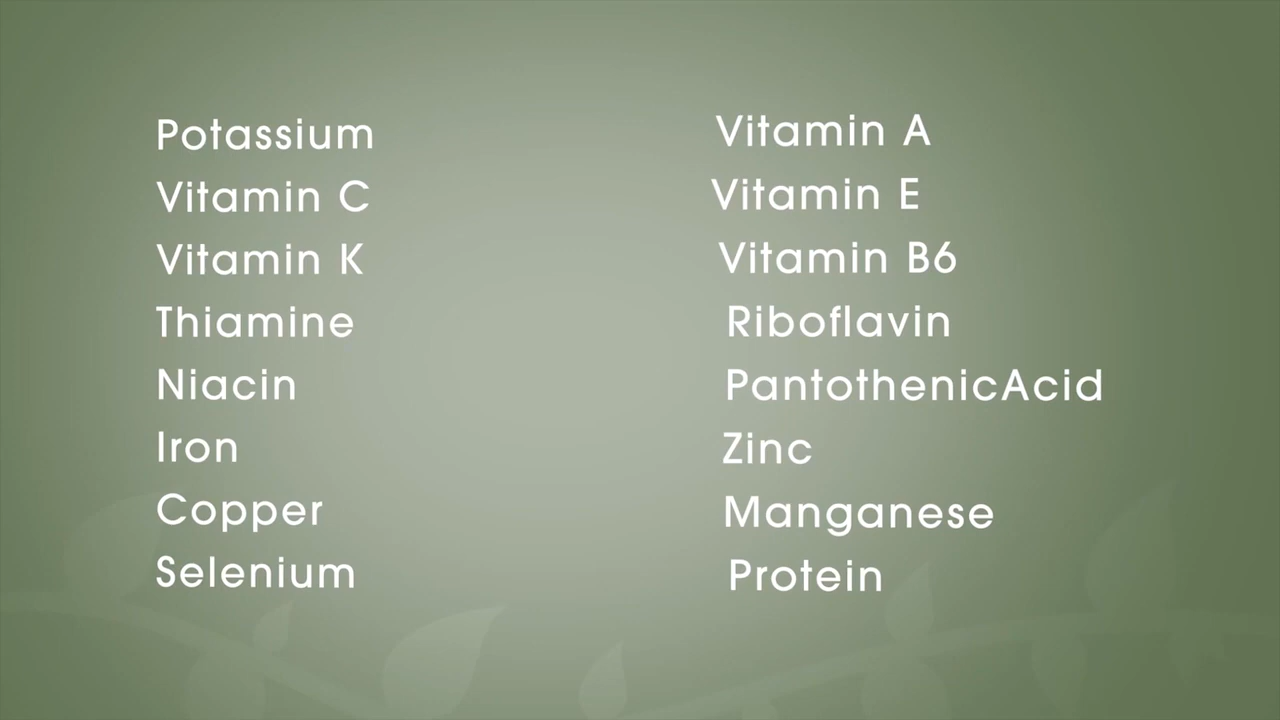 Potassium
Vitamin C
Vitamin K
Thiamine
Niacin
Iron
Copper
Selenium
Vitamin A
Vitamin E
Vitamin B6
Riboflavin
PantothenicAcid
Zinc
Manganese
Protein